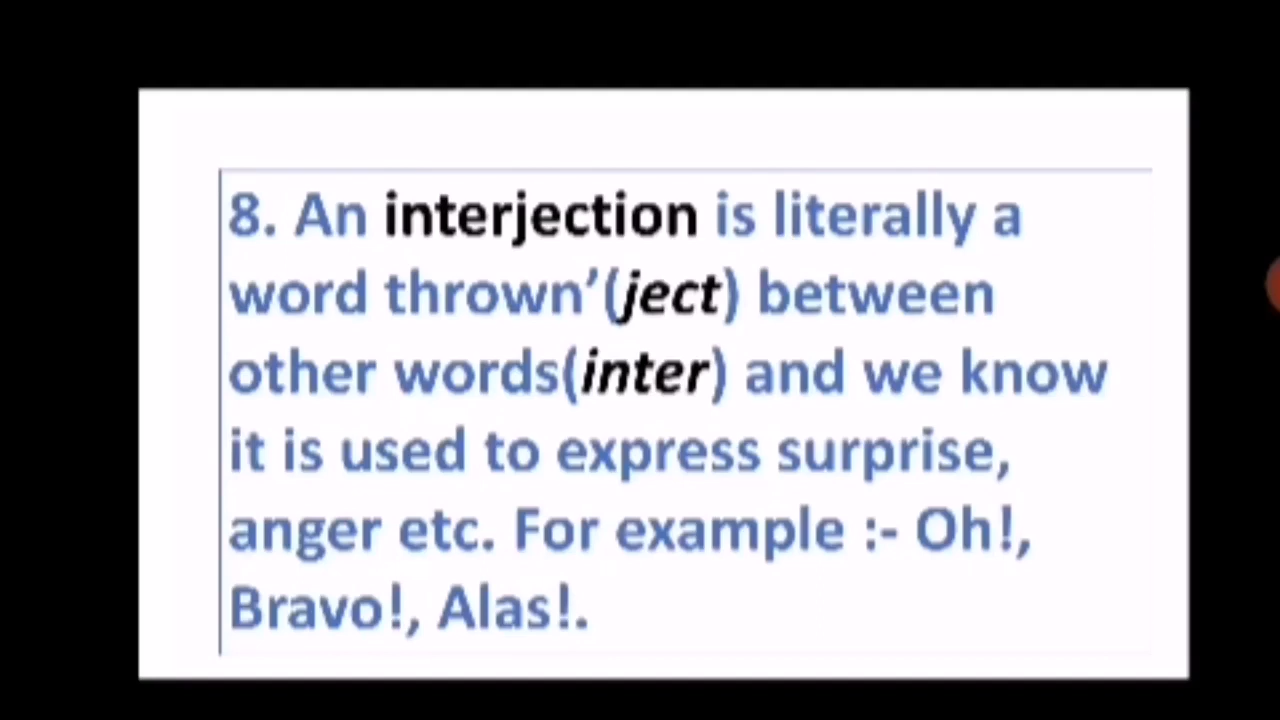 8. An interjection is literally a
word thrown’(ject) between
other words(inter) and we know
it is used to express surprise,
anger etc. For example :- Oh!,
Bravo!, Alas!.